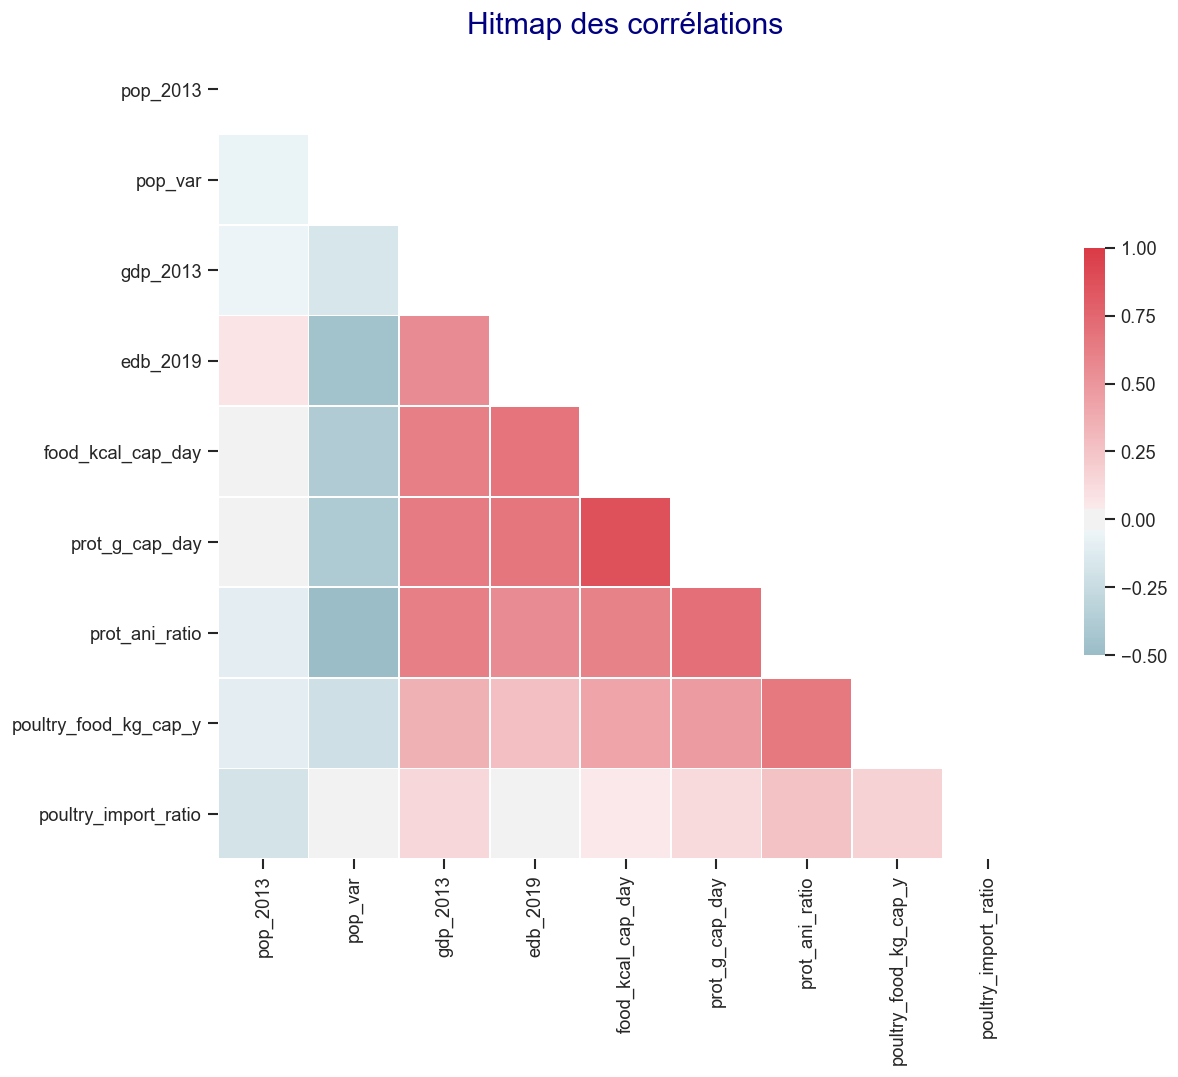 Hitmap des corrélations
pop_2013
pop_var
gdp_2013
edb_2019
food_kcal_cap_day
prot_g_cap_day
prot_ani_ratio
poultry_food_kg_cap_y
poultry_import_ratio
pop_2013
pop_var
gdp_2013
edb_2019
food_kcal_cap_day
prot_g_cap_day
prot_ani_ratio
poultry_food_kg_cap_y
poultry_import_ratio
1.00
0.75
0.50
0.25
0.00
−0.25
−0.50